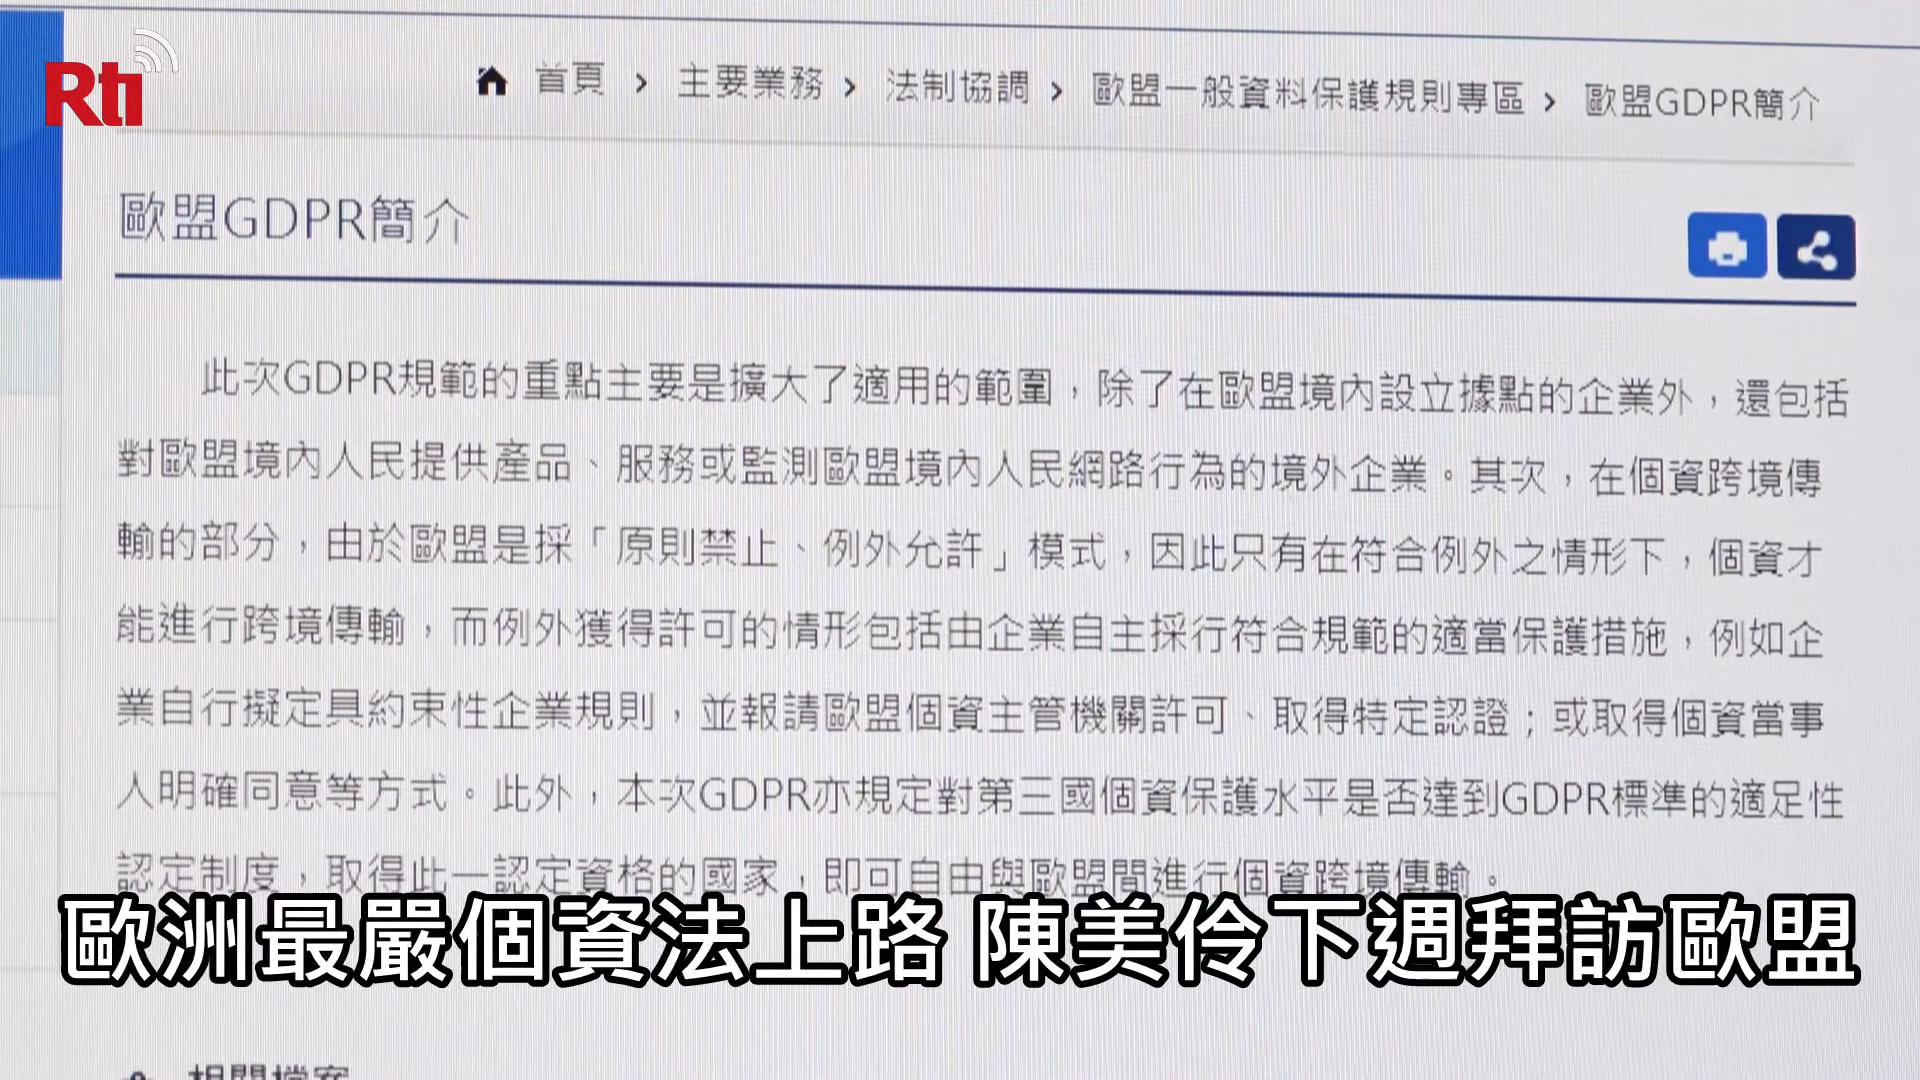 Rti
首頁 › 主要業務 › 法制協調 › 歐盟一般資料保護規則專區 › 歐盟GDPR簡介
歐盟GDPR簡介
此次GDPR規範的重點主要是擴大了適用的範圍，除了在歐盟境內設立據點的企業外，還包括
對歐盟境內人民提供產品、服務或監測歐盟境內人民網路行為的境外企業。其次，在個資跨境傳
輸的部分，由於歐盟是採「原則禁止、例外允許」模式，因此只有在符合例外之情形下，個資才
能進行跨境傳輸，而例外獲得許可的情形包括由企業自主採行符合規範的適當保護措施，例如企
業自行擬定具約束性企業規則，並報請歐盟個資主管機關許可、取得特定認證；或取得個資當事
人明確同意等方式。此外，本次GDPR亦規定對第三國個資保護水平是否達到GDPR標準的適足性
認定制度，取得此一認定資格的國家，即可自由與歐盟間進行個資跨境傳輸。
歐洲最嚴個資法上路 陳美伶下週拜訪歐盟
相關檔案